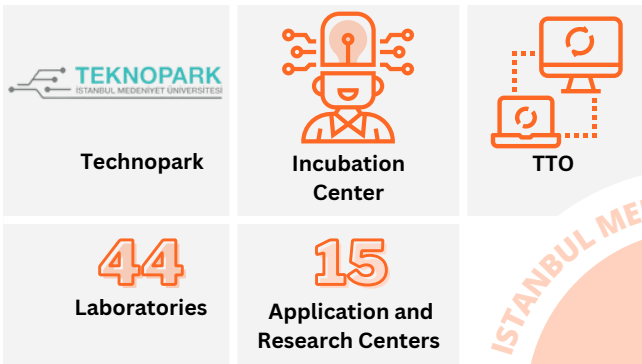 TEKNOPARK
İSTANBUL MEDENİYET ÜNİVERSİTESİ
Technopark
Incubation
Center
TTO
44
Laboratories
15
Application and
Research Centers
ISTANBUL